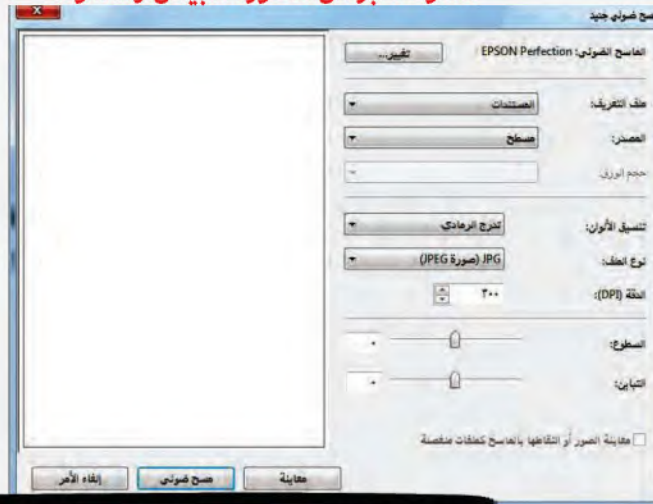 مسح ضوئي جديد
الماسح الضوئي: EPSON Perfection تغيير...
ملف التعريف: المستندات
المصدر: مسطح
حجم الورق
تنسيق الألوان: تدرج الرمادي
نوع الملف: JPG (صورة JPEG)
الدقة (DPI): ٣٠٠
السطوع: ٠
التباين: ٠
معاينة الصور أو التقاطها بالماسح كملفات منفصلة
معاينة مسح ضوئي إلغاء الأمر